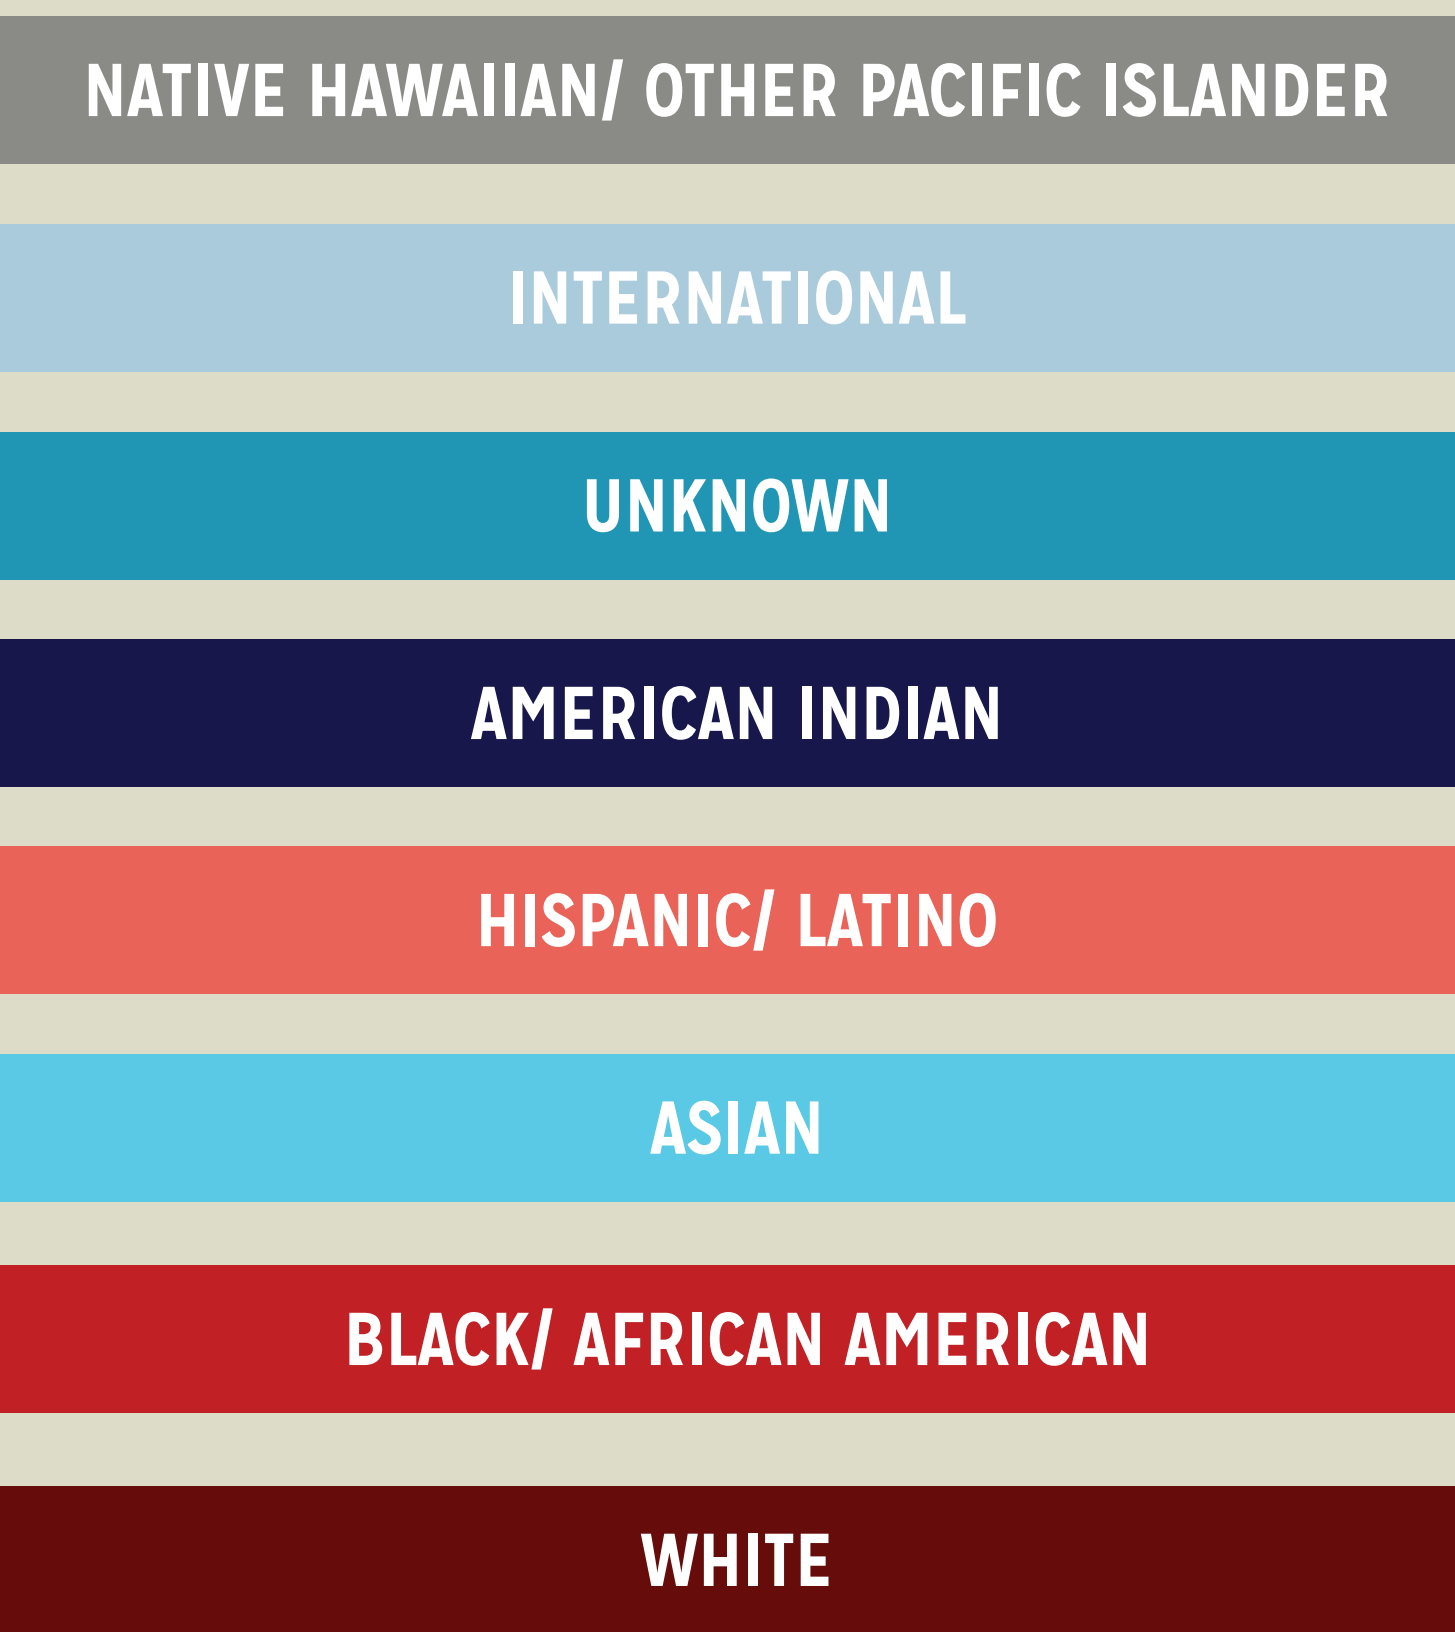 NATIVE HAWAIIAN/ OTHER PACIFIC ISLANDER
INTERNATIONAL
UNKNOWN
AMERICAN INDIAN
HISPANIC/ LATINO
ASIAN
BLACK/ AFRICAN AMERICAN
WHITE